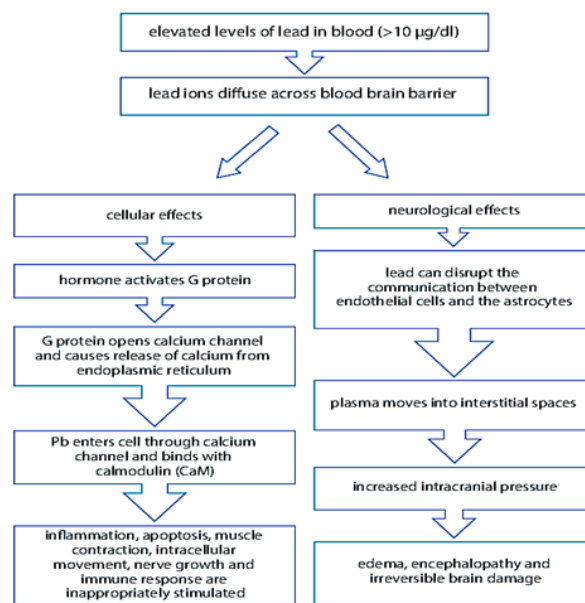 elevated levels of lead in blood (>10 µg/dl)
lead ions diffuse across blood brain barrier
cellular effects
hormone activates G protein
G protein opens calcium channel
and causes release of calcium from
endoplasmic reticulum
Pb enters cell through calcium
channel and binds with
calmodulin (CaM)
inflammation, apoptosis, muscle
contraction, intracellular
movement, nerve growth and
immune response are
inappropriately stimulated
neurological effects
lead can disrupt the
communication between
endothelial cells and the astrocytes
plasma moves into interstitial spaces
increased intracranial pressure
edema, encephalopathy and
irreversible brain damage